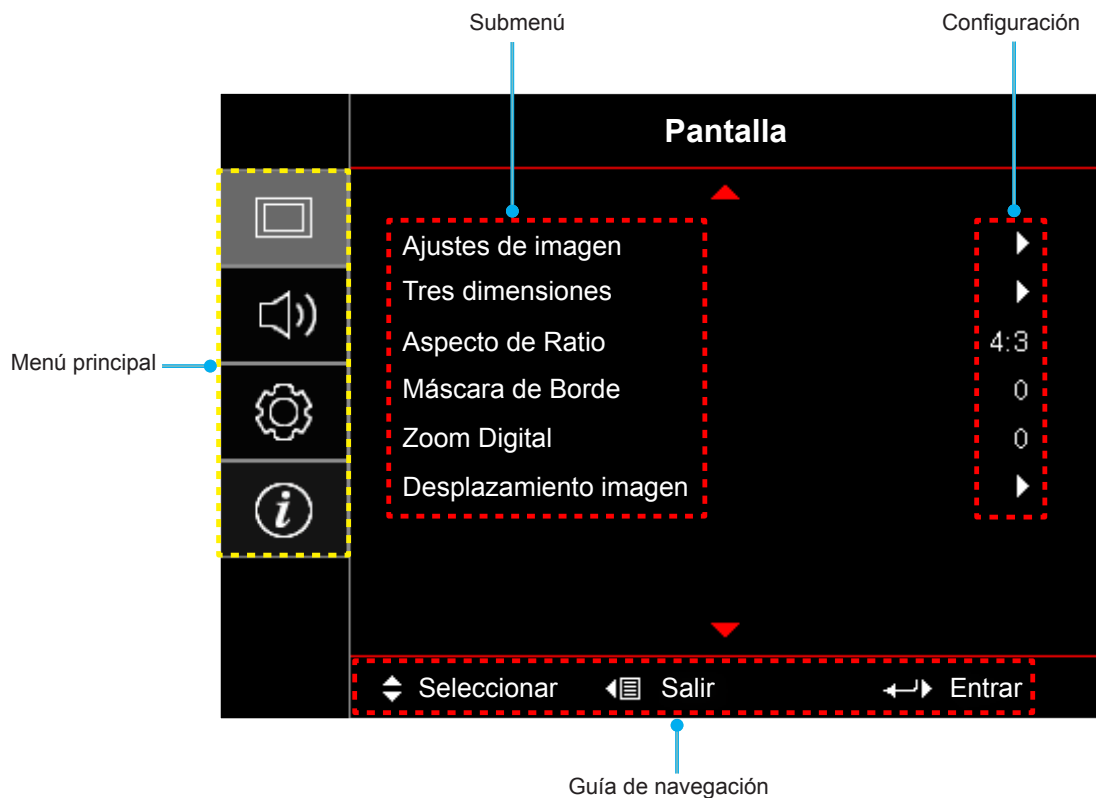 Submenú
Configuración
Pantalla
Ajustes de imagen
Tres dimensiones
Aspecto de Ratio 4:3
Menú principal
Máscara de Borde 0
Zoom Digital 0
Desplazamiento imagen
i
Seleccionar Salir Entrar
Guía de navegación